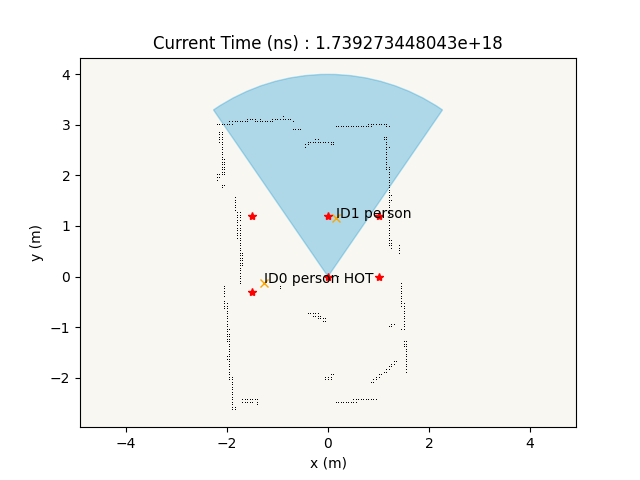 Current Time (ns) : 1.739273448043e+18
y (m)
4
3
2
1
0
−1
−2
ID1 person
ID0 person HOT
−4
−2
0
2
4
x (m)